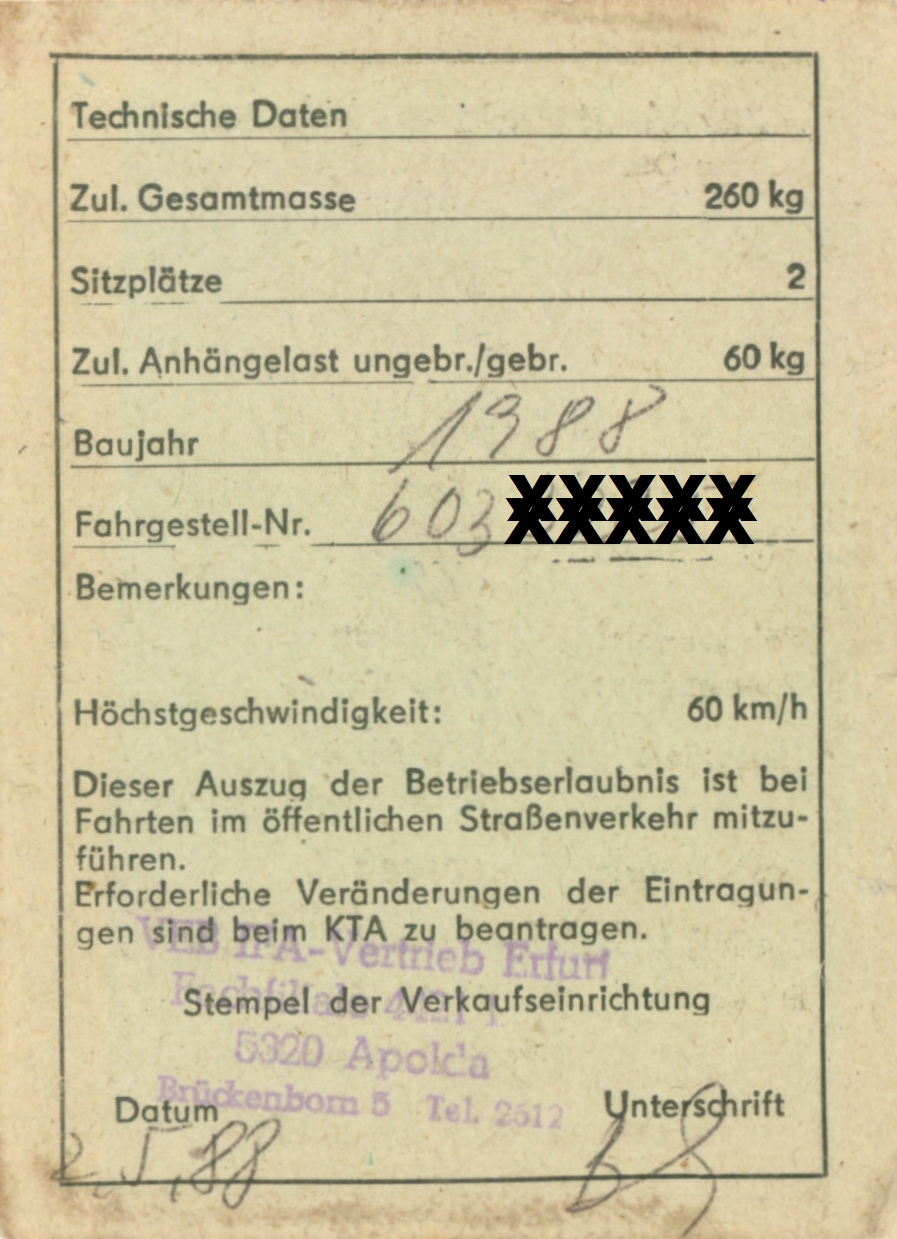 Technische Daten
Zul. Gesamtmasse 260 kg
Sitzplätze 2
Zul. Anhängelast ungebr./gebr. 60 kg
Baujahr 1988
Fahrgestell-Nr. 603 XXXXX
Bemerkungen:
Höchstgeschwindigkeit: 60 km/h
Dieser Auszug der Betriebserlaubnis ist bei
Fahrten im öffentlichen Straßenverkehr mitzu-
führen.
Erforderliche Veränderungen der Eintragun-
gen sind beim KTA zu beantragen.
VEB IFA-Vertrieb Erfurt
Stempel der Verkaufseinrichtung
5320 Apolda
Brückenborn 5 Tel. 2612
Datum Unterschrift
2.5.88